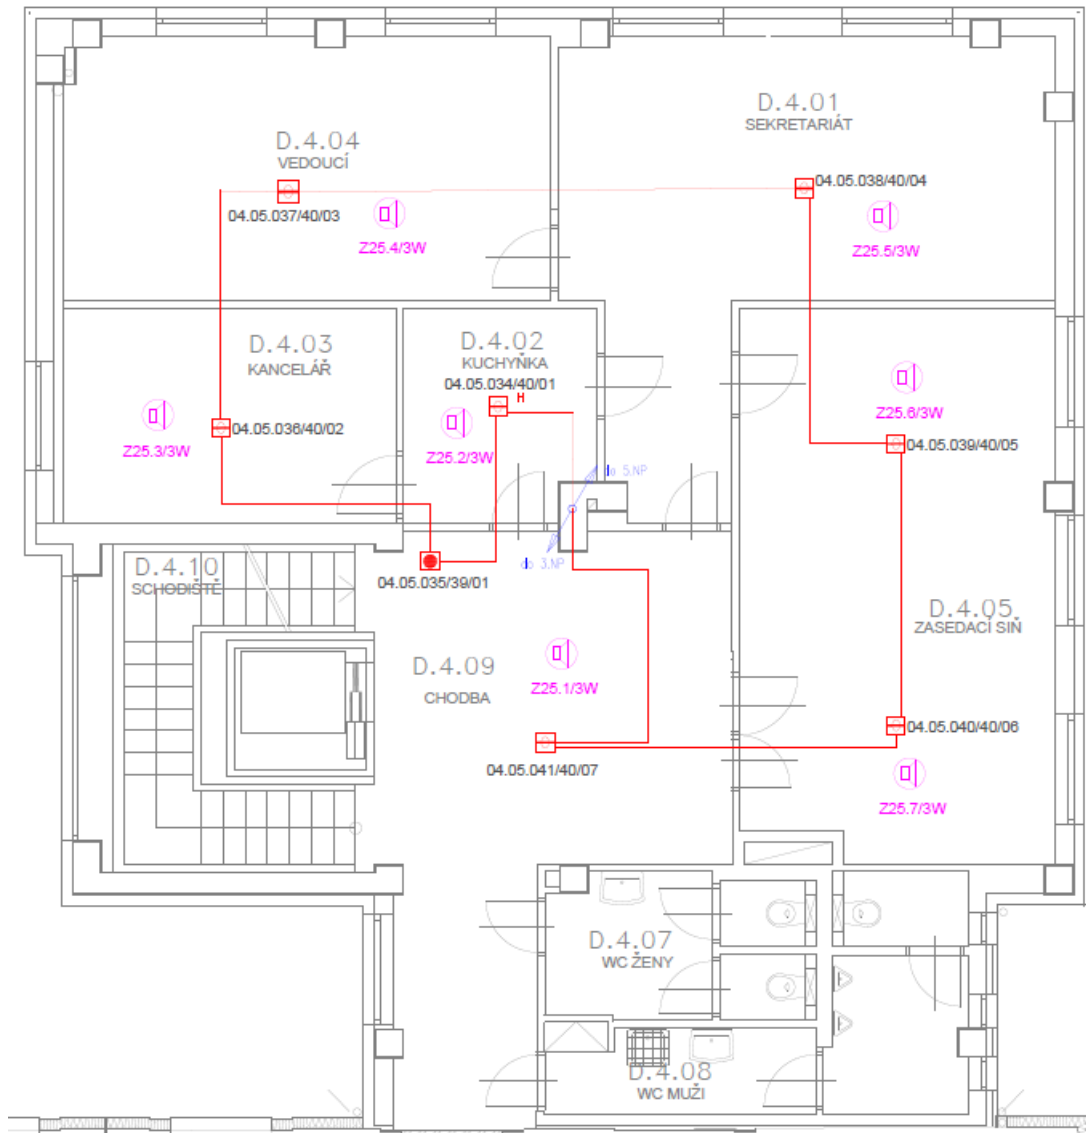 D.4.01
SEKRETARIÁT
D.4.04
VEDOUCÍ
04.05.038/40/04
04.05.037/40/03
Z25.4/3W
Z25.5/3W
D.4.03
KANCELÁŘ
D.4.02
KUCHYŇKA
04.05.034/40/01
H
Z25.6/3W
04.05.036/40/02
Z25.3/3W
Z25.2/3W
04.05.039/40/05
do 5.NP
do 3.NP
D.4.10
SCHODIŠTĚ
04.05.035/39/01
D.4.05
ZASEDACÍ SÍŇ
D.4.09
CHODBA
Z25.1/3W
04.05.040/40/06
04.05.041/40/07
Z25.7/3W
D.4.07
WC ŽENY
D.4.08
WC MUŽI